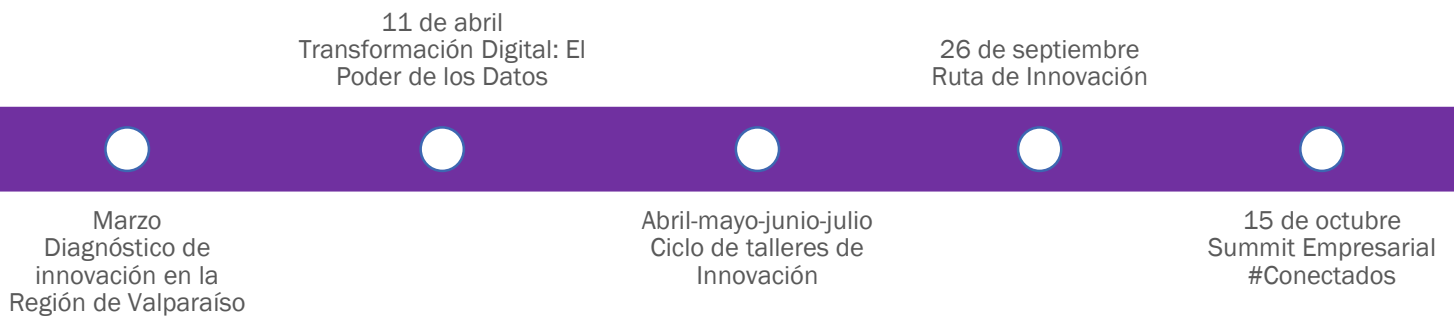 Marzo
Diagnóstico de
innovación en la
Región de Valparaíso
11 de abril
Transformación Digital: El
Poder de los Datos
Abril-mayo-junio-julio
Ciclo de talleres de
Innovación
26 de septiembre
Ruta de Innovación
15 de octubre
Summit Empresarial
#Conectados